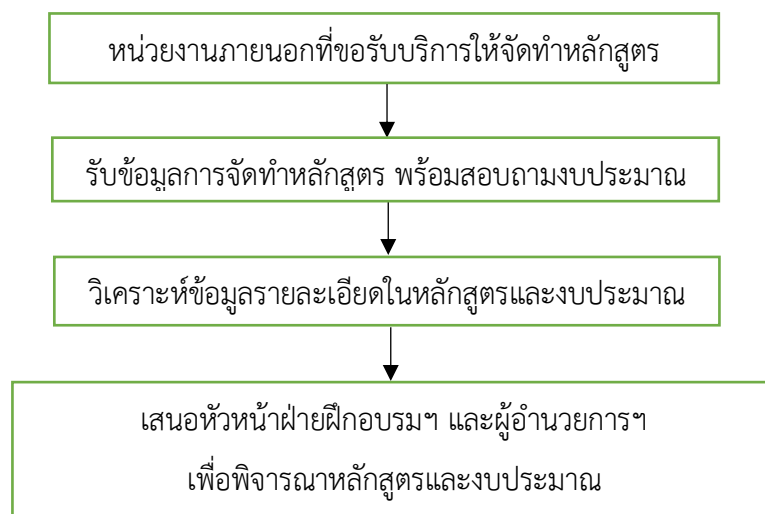 หน่วยงานภายนอกที่ขอรับบริการให้จัดทำหลักสูตร
รับข้อมูลการจัดทำหลักสูตร พร้อมสอบถามงบประมาณ
วิเคราะห์ข้อมูลรายละเอียดในหลักสูตรและงบประมาณ
เสนอหัวหน้าฝ่ายฝึกอบรมฯ และผู้อำนวยการฯ
เพื่อพิจารณาหลักสูตรและงบประมาณ